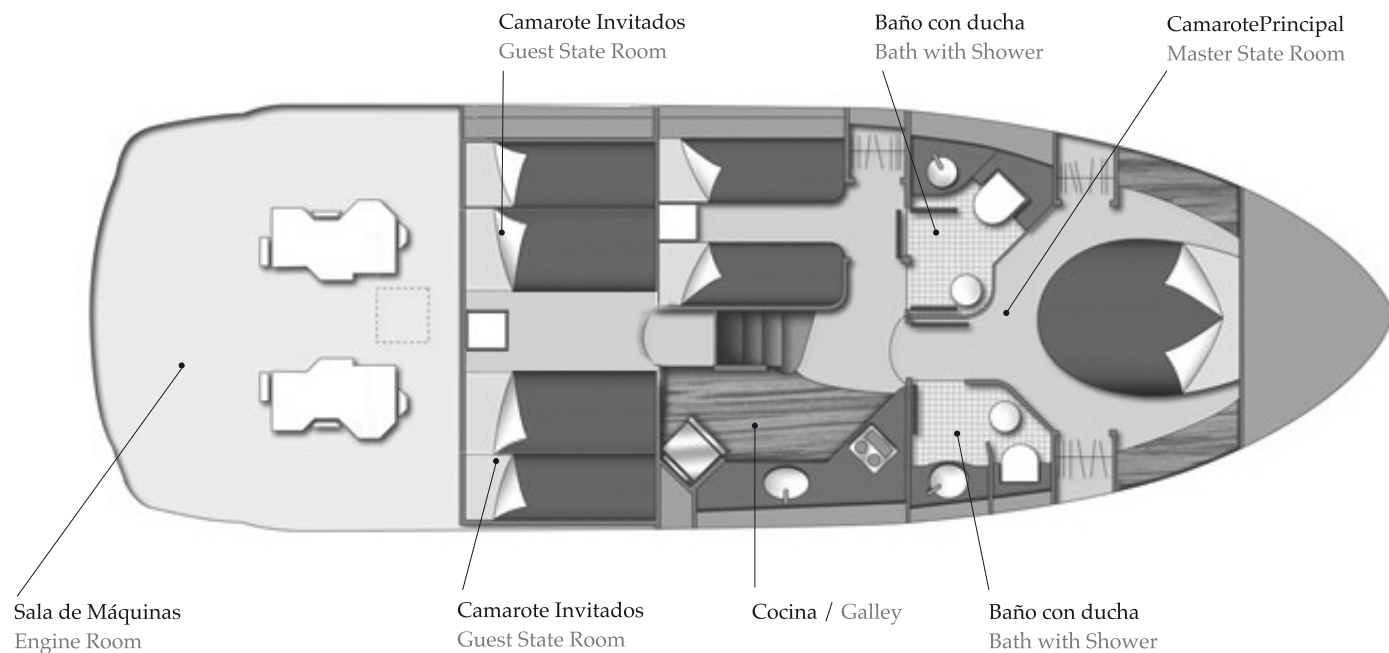 Camarote Invitados
Guest State Room
Baño con ducha
Bath with Shower
CamarotePrincipal
Master State Room
Sala de Máquinas
Engine Room
Camarote Invitados
Guest State Room
Cocina / Galley
Baño con ducha
Bath with Shower